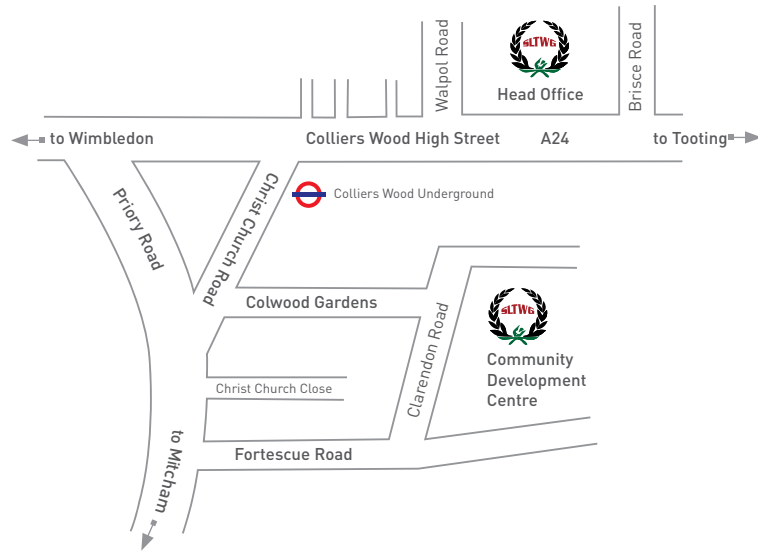 Walpol Road
SLTWG
Head Office
Brisce Road
to Wimbledon
Colliers Wood High Street
A24
to Tooting
Priory Road
Christ Church Road
Colliers Wood Underground
Colwood Gardens
Clarendon Road
SLTWG
Community
Development
Centre
Christ Church Close
Fortescue Road
to Mitcham